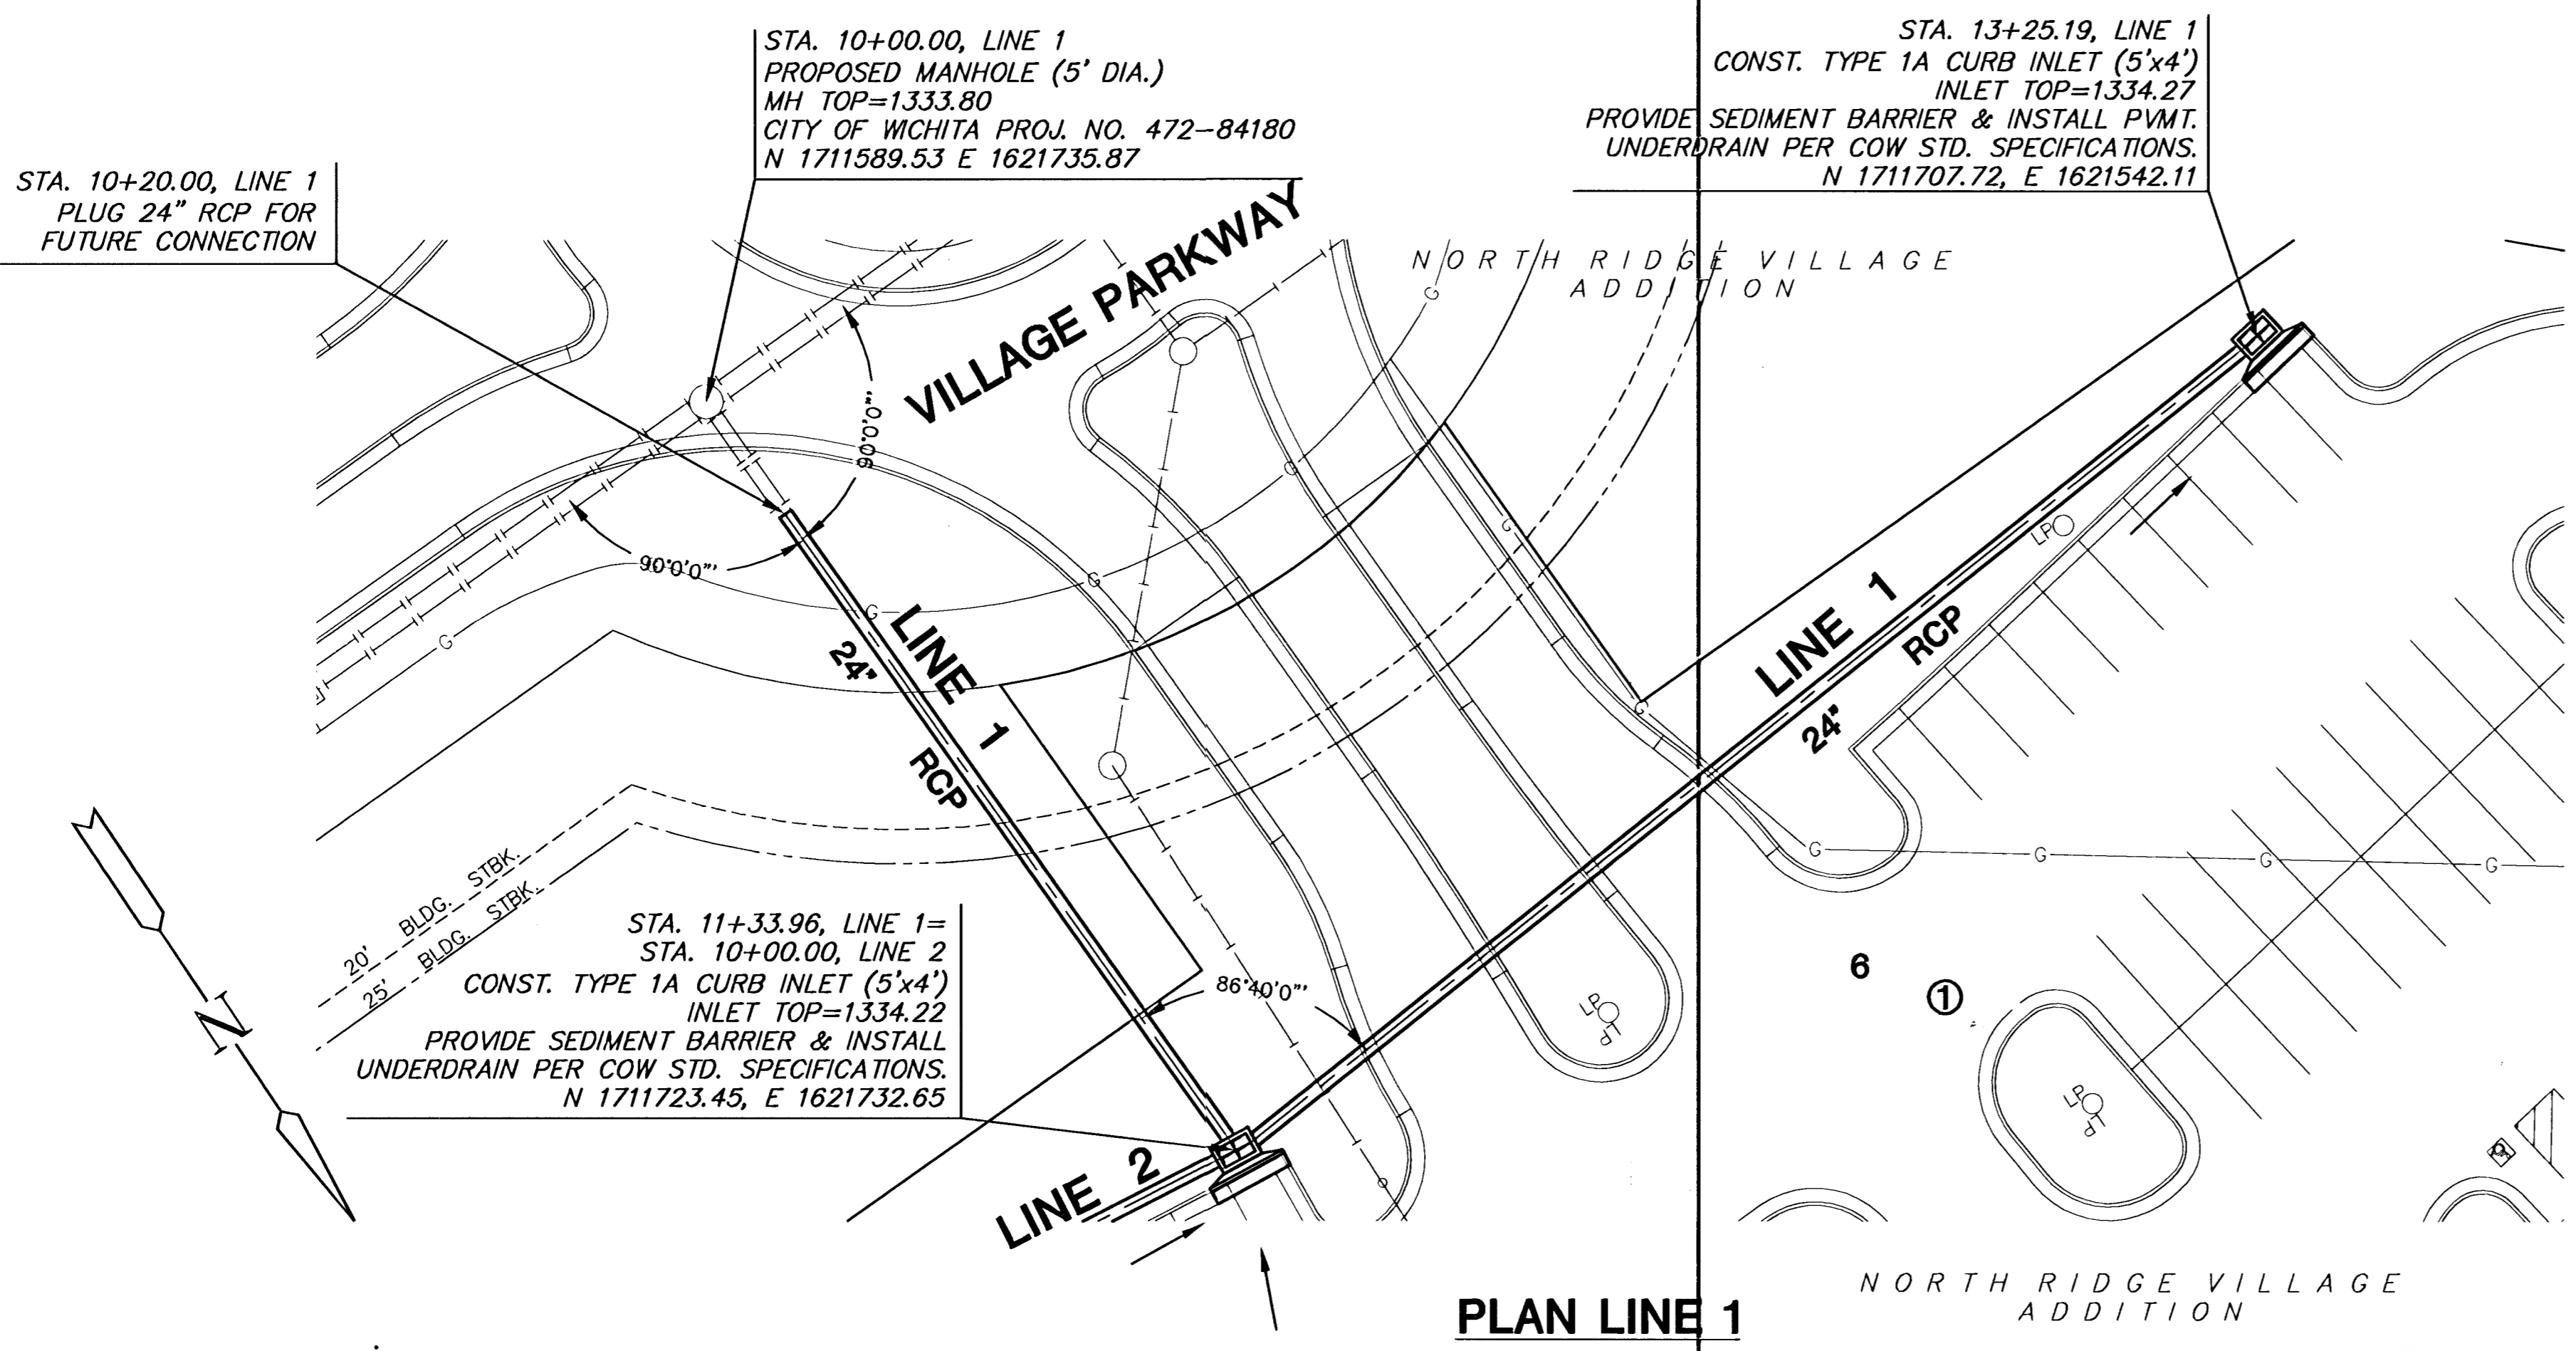 STA. 10+00.00, LINE 1
PROPOSED MANHOLE (5' DIA.)
MH TOP=1333.80
CITY OF WICHITA PROJ. NO. 472-84180
N 1711589.53 E 1621735.87
STA. 13+25.19, LINE 1
CONST. TYPE 1A CURB INLET (5'x4')
INLET TOP=1334.27
PROVIDE SEDIMENT BARRIER & INSTALL PVMT.
UNDERDRAIN PER COW STD. SPECIFICATIONS.
N 1711707.72, E 1621542.11
STA. 10+20.00, LINE 1
PLUG 24" RCP FOR
FUTURE CONNECTION
VILLAGE PARKWAY
NORTH RIDGE VILLAGE
ADDITION
G
90°0'0"
90°0'0"
G
G
G
G
G
G
LINE 1
24"
RCP
LP
LINE 1
RCP
24"
G
G
G
G
G
20' BLDG. STBK.
25' BLDG. STBK.
N
STA. 11+33.96, LINE 1=
STA. 10+00.00, LINE 2
CONST. TYPE 1A CURB INLET (5'x4')
INLET TOP=1334.22
PROVIDE SEDIMENT BARRIER & INSTALL
UNDERDRAIN PER COW STD. SPECIFICATIONS.
N 1711723.45, E 1621732.65
86°40'0"
6
①
LP
LP
LP
LP
LINE 2
PLAN LINE 1
NORTH RIDGE VILLAGE
ADDITION